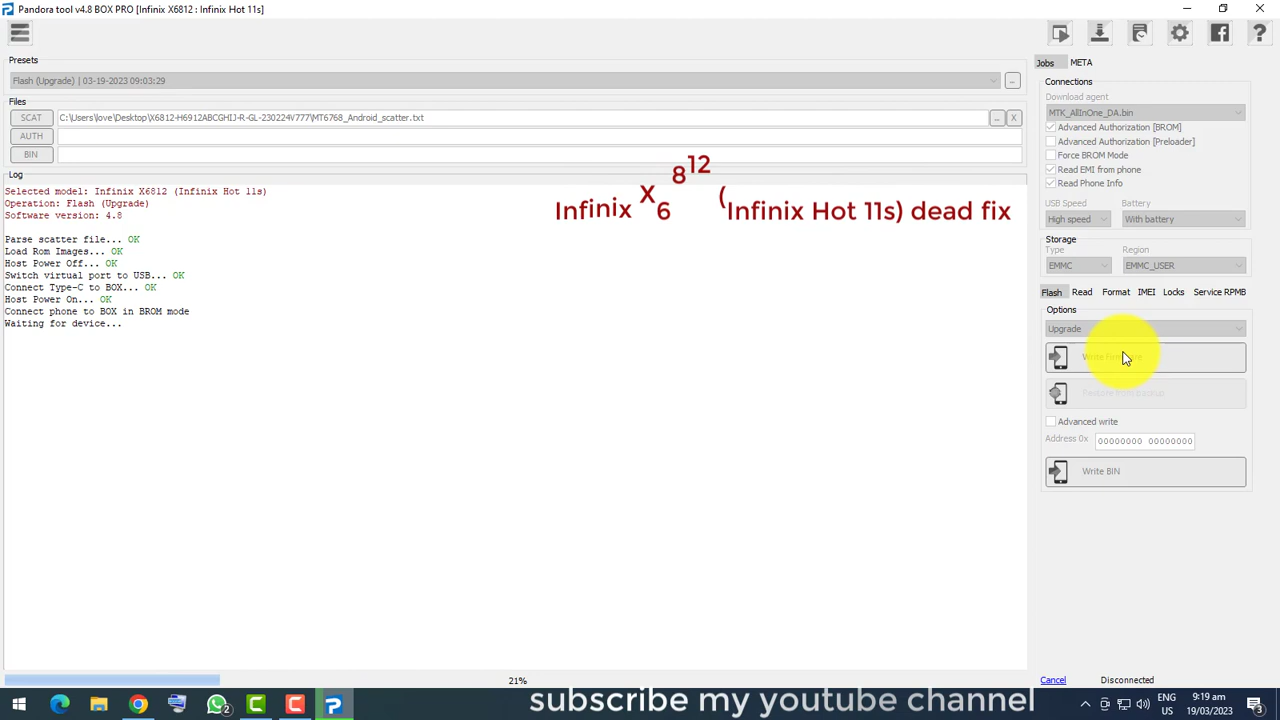 Pandora tool v4.8 BOX PRO [Infinix X6812 : Infinix Hot 11s]
Presets
Flash (Upgrade) | 03-19-2023 09:03:29
...
Files
SCAT
C:\Users\love\Desktop\X6812-H6912ABCGHIJ-R-GL-230224V777\MT6768_Android_scatter.txt
... X
AUTH
BIN
Log
Selected model: Infinix X6812 (Infinix Hot 11s)
Operation: Flash (Upgrade)
Software version: 4.8
Parse scatter file... OK
Load Rom Images... OK
Host Power Off... OK
Switch virtual port to USB... OK
Connect Type-C to BOX... OK
Host Power On... OK
Connect phone to BOX in BROM mode
Waiting for device...
Infinix X6812 (Infinix Hot 11s) dead fix
Jobs META
Connections
Download agent
MTK_AllInOne_DA.bin
Advanced Authorization [BROM]
Advanced Authorization [Preloader]
Force BROM Mode
Read EMI from phone
Read Phone Info
USB Speed Battery
High speed With battery
Storage
Type Region
EMMC EMMC_USER
Flash Read Format IMEI Locks Service RPMB
Options
Upgrade
Write firmware
Restore from backup
Advanced write
Address 0x 00000000 00000000
Write BIN
21%
Cancel Disconnected
subscribe my youtube channel
2
ENG
US
9:19 am
19/03/2023
3